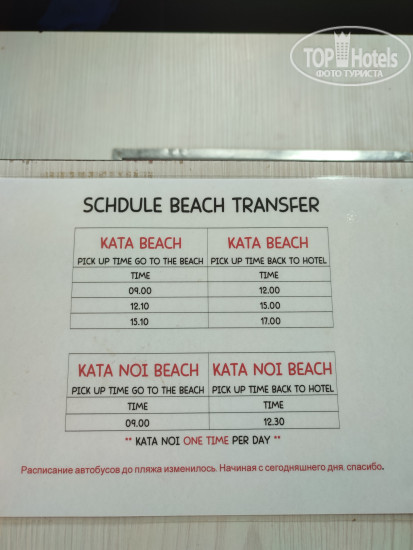 TOP Hotels
ФОТО ТУРИСТА
SCHDULE BEACH TRANSFER
KATA BEACH KATA BEACH
PICK UP TIME GO TO THE BEACH PICK UP TIME BACK TO HOTEL
TIME TIME
09.00 12.00
12.10 15.00
15.10 17.00
KATA NOI BEACH KATA NOI BEACH
PICK UP TIME GO TO THE BEACH PICK UP TIME BACK TO HOTEL
TIME TIME
09.00 12.30
** KATA NOI ONE TIME PER DAY **
Расписание автобусов до пляжа изменилось. Начиная с сегодняшнего дня, спасибо.